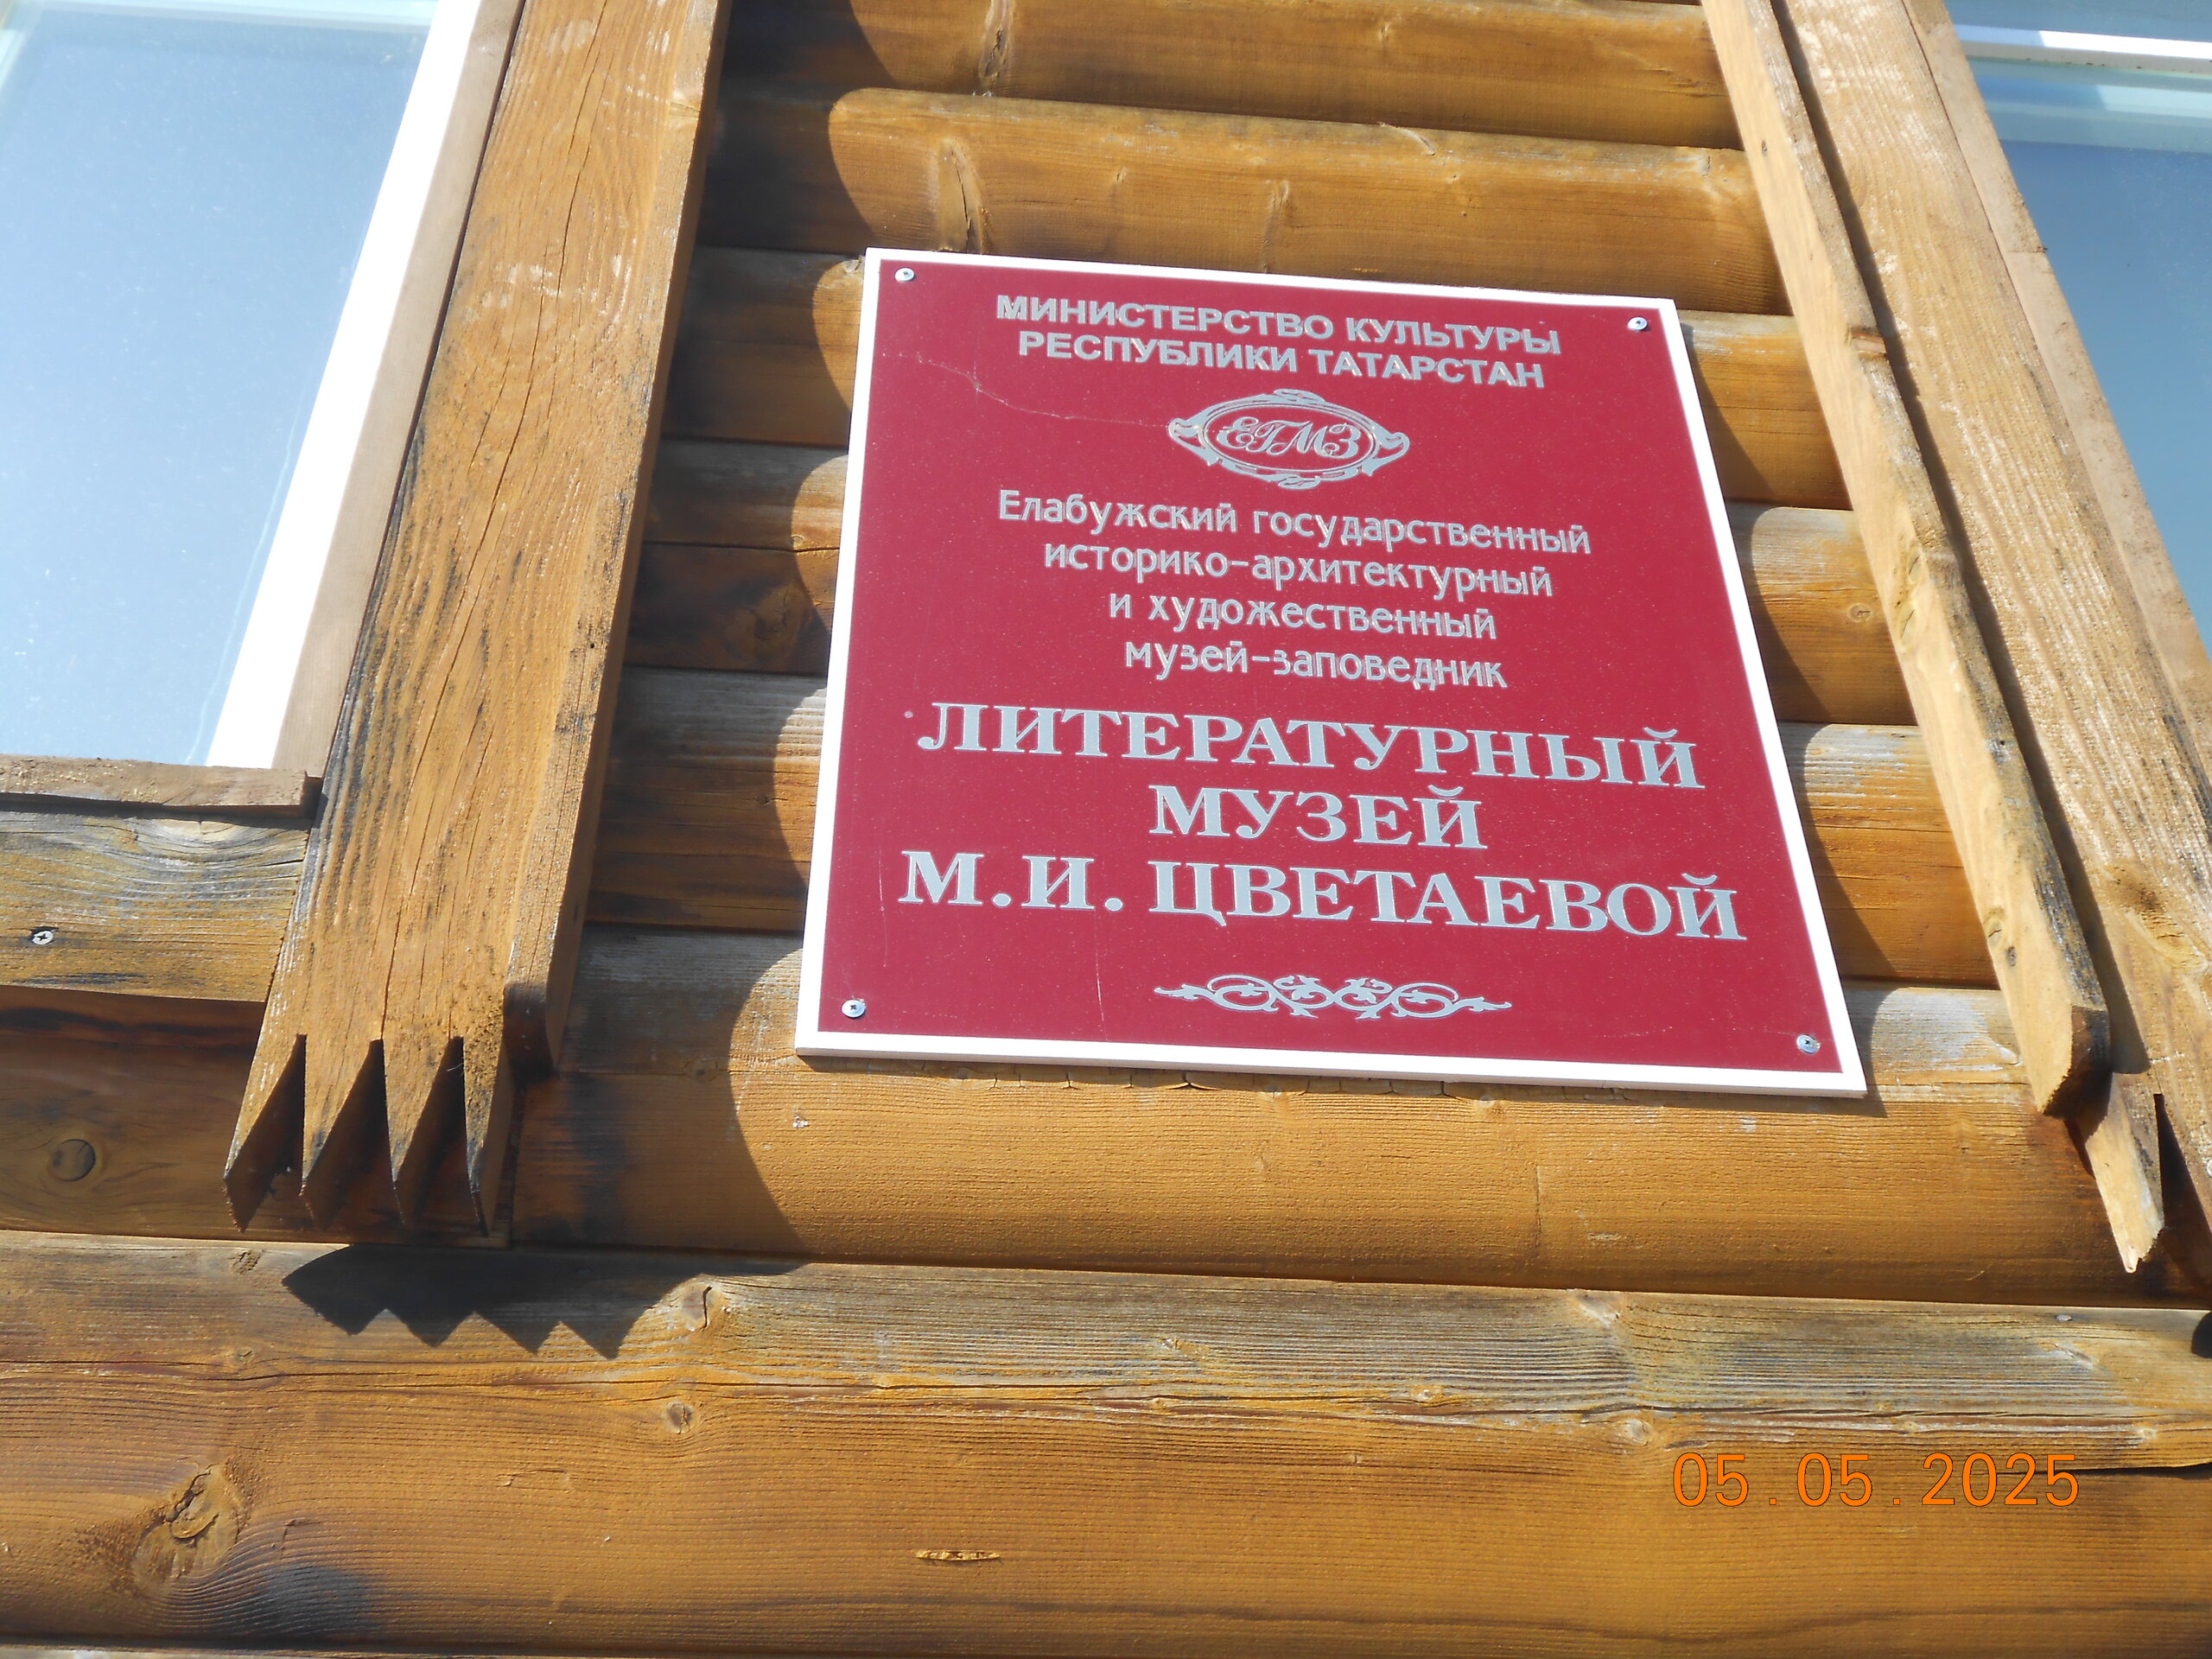 МИНИСТЕРСТВО КУЛЬТУРЫ
РЕСПУБЛИКИ ТАТАРСТАН
ЕГМЗ
Елабужский государственный
историко-архитектурный
и художественный
музей-заповедник
ЛИТЕРАТУРНЫЙ
МУЗЕЙ
М.И. ЦВЕТАЕВОЙ
05.05.2025